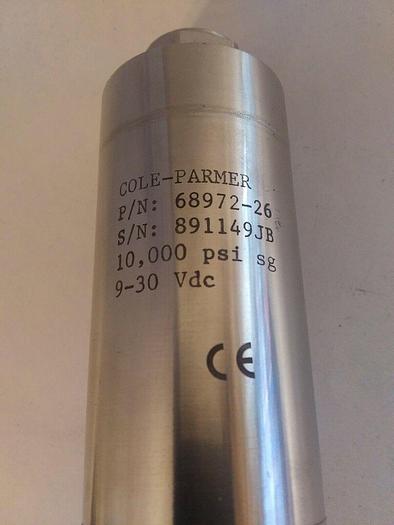 COLE-PARMER
P/N: 68972-26
S/N: 891149JB
10,000 psi sg
9-30 Vdc
CE